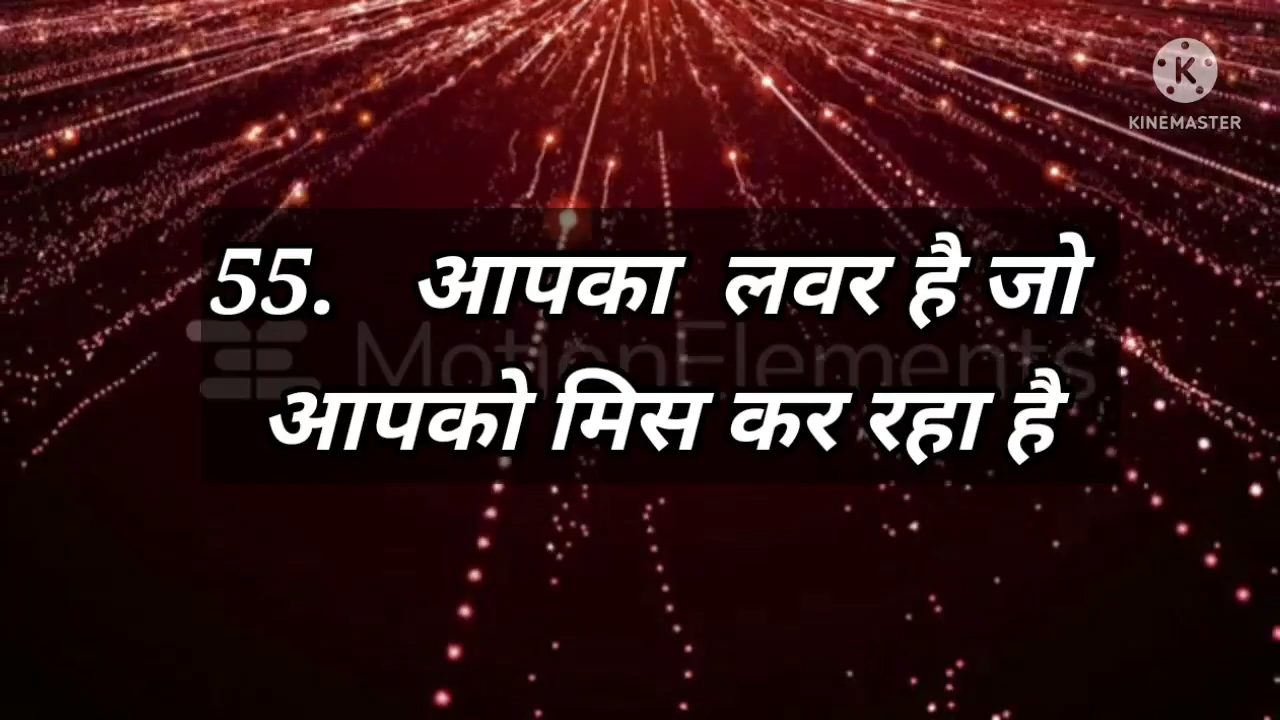 K
KINEMASTER
55. आपका लवर है जो
MotionElements
आपको मिस कर रहा है